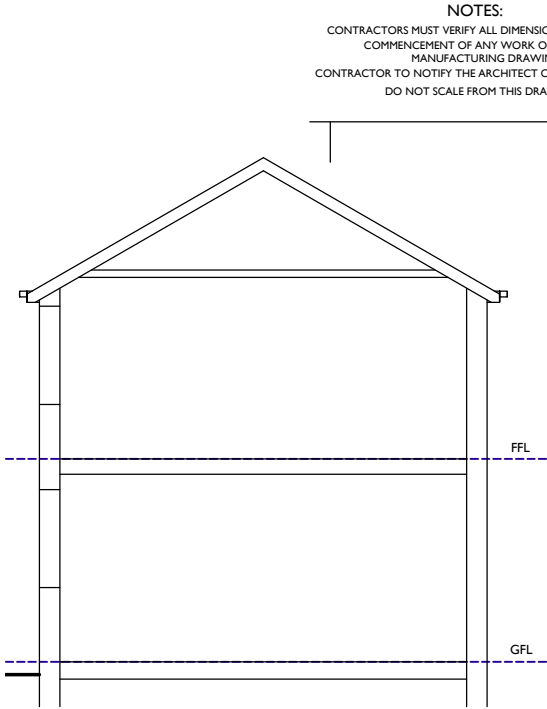 NOTES:
CONTRACTORS MUST VERIFY ALL
COMMENCEMENT OF ANY WORK
MANUFACTURING
CONTRACTOR TO NOTIFY THE ARCHITECT
DO NOT SCALE FROM THIS
FFL
GFL